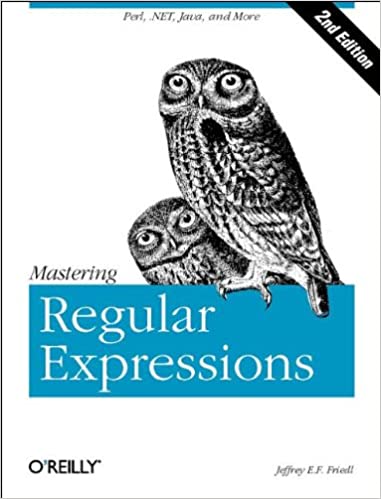 Perl, .NET, Java, and More
2nd Edition
Mastering
Regular
Expressions
O'REILLY®
Jeffrey E.F. Friedl